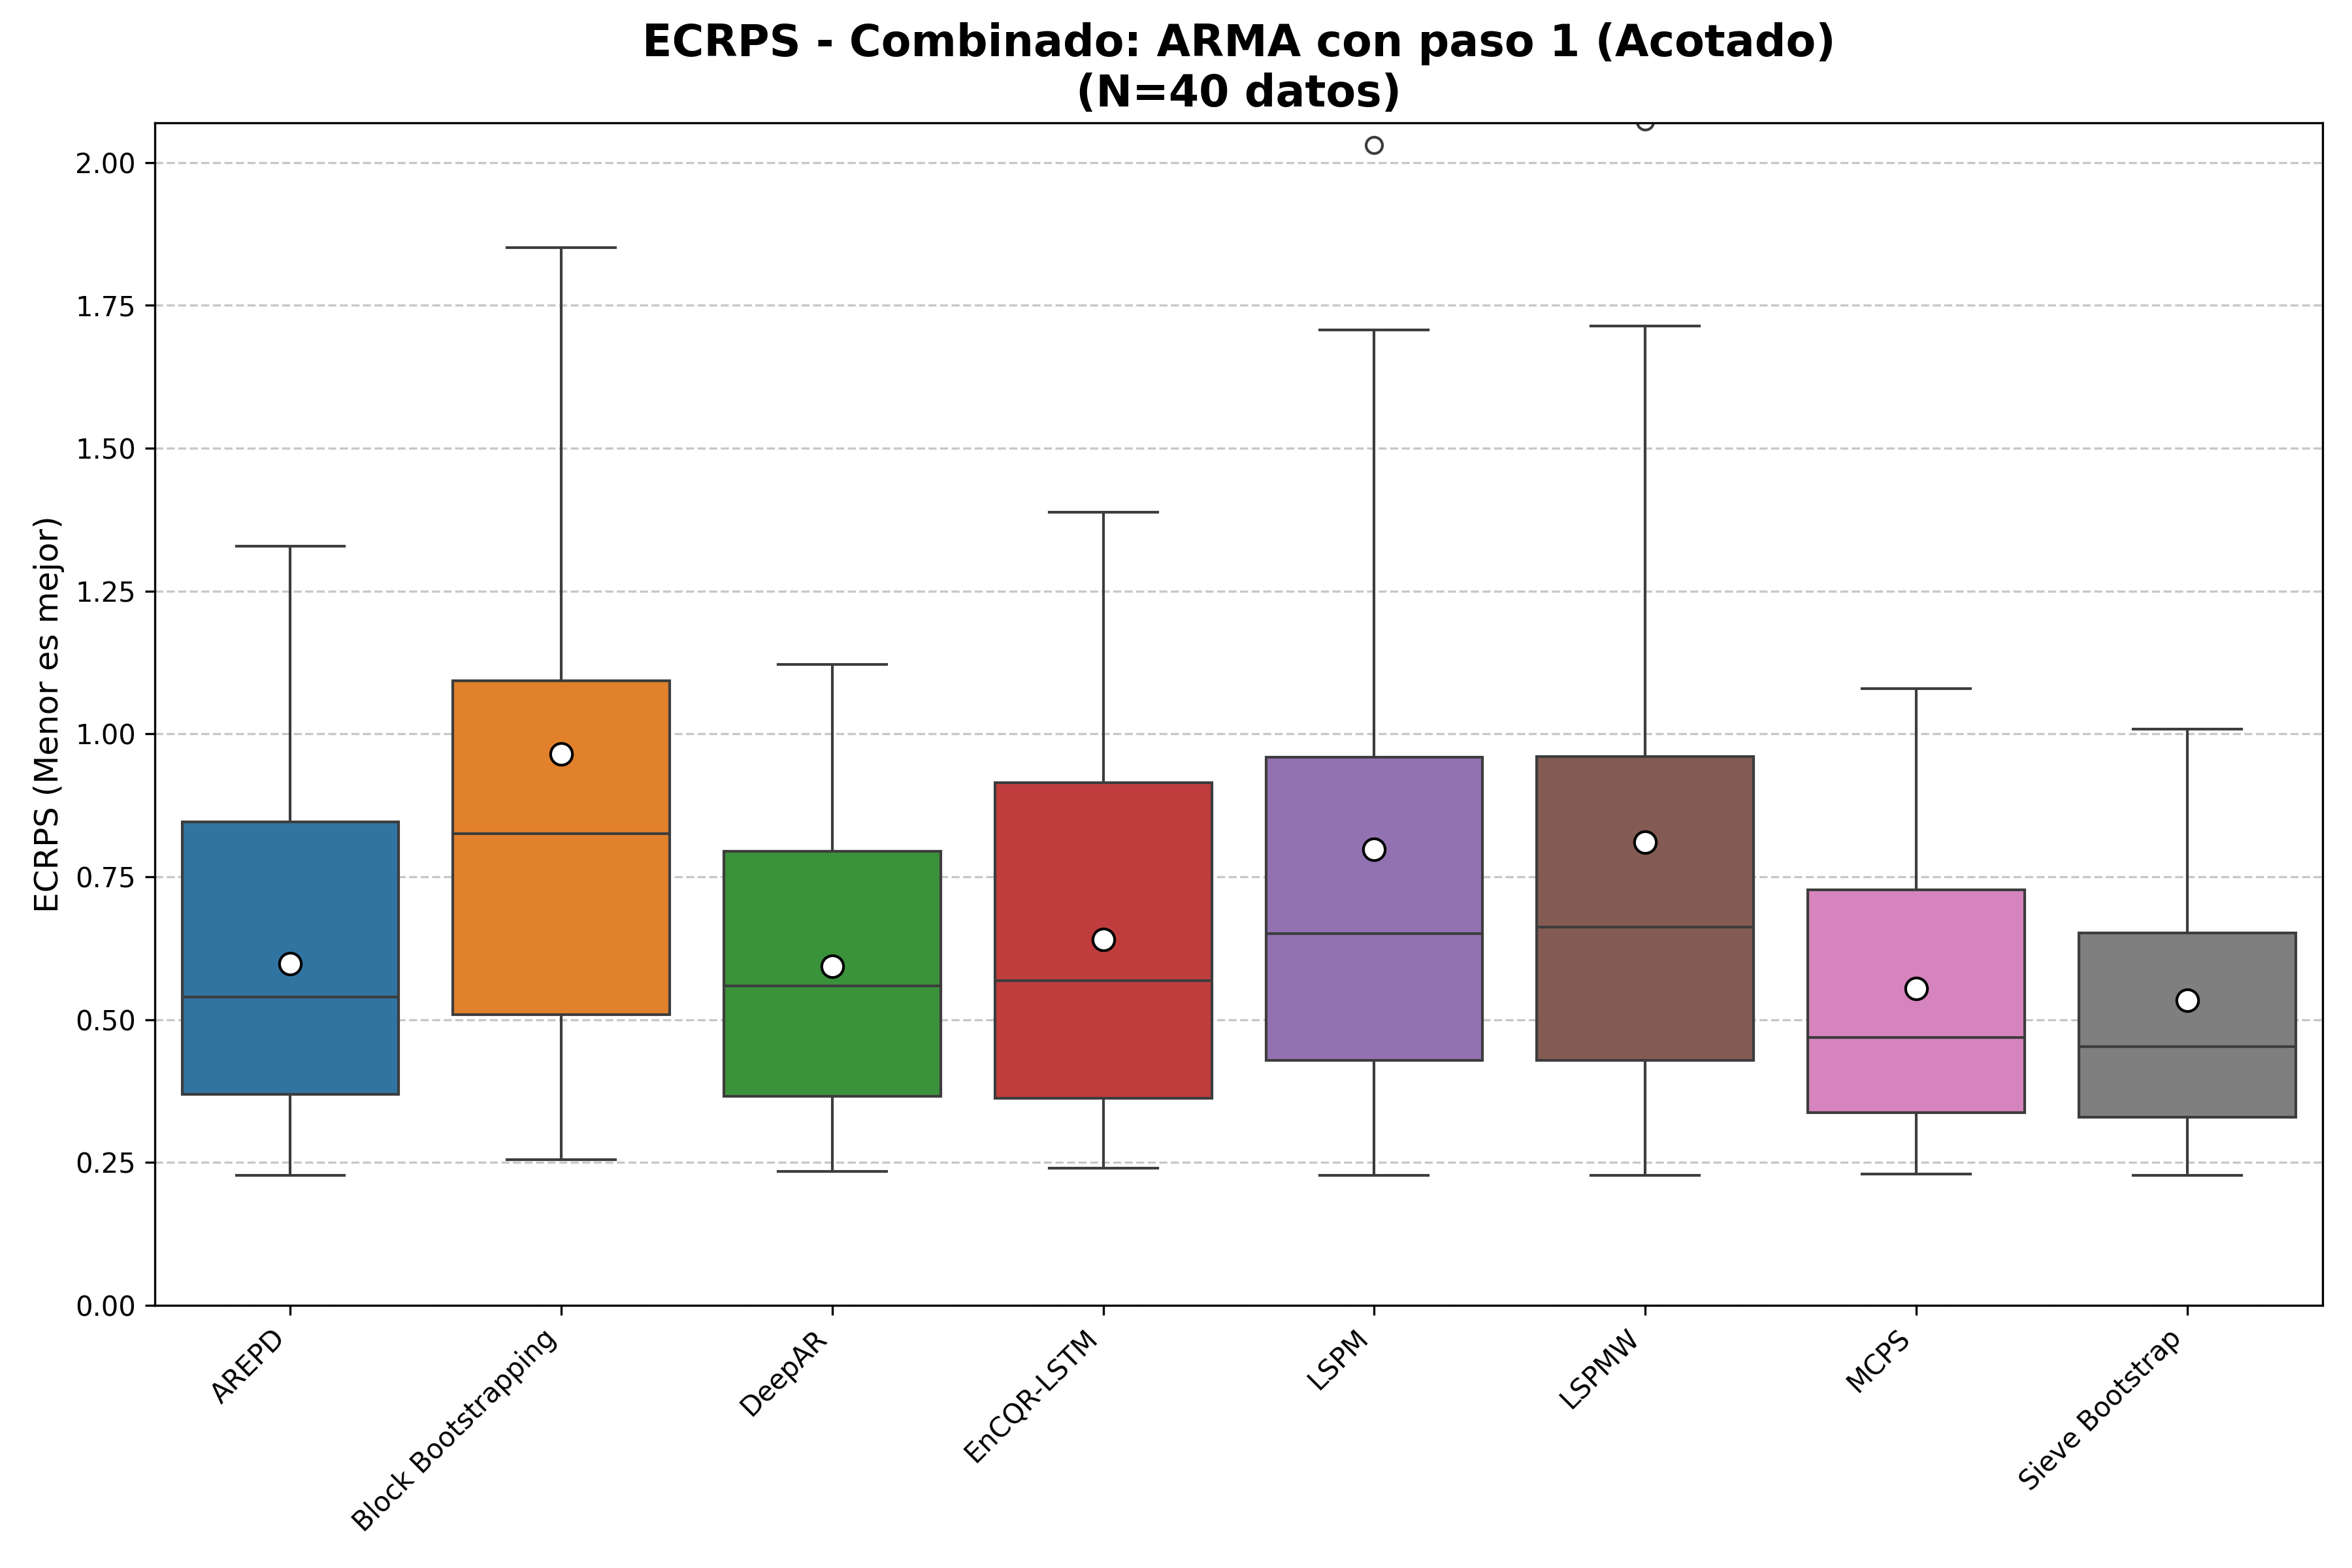 ECRPS - Combinado: ARMA con paso 1 (Acotado)
(N=40 datos)
ECRPS (Menor es mejor)
2.00
1.75
1.50
1.25
1.00
0.75
0.50
0.25
0.00
AREPD
Block Bootstrapping
DeepAR
EnCQR-LSTM
LSPM
LSPMW
MCPS
Sieve Bootstrap